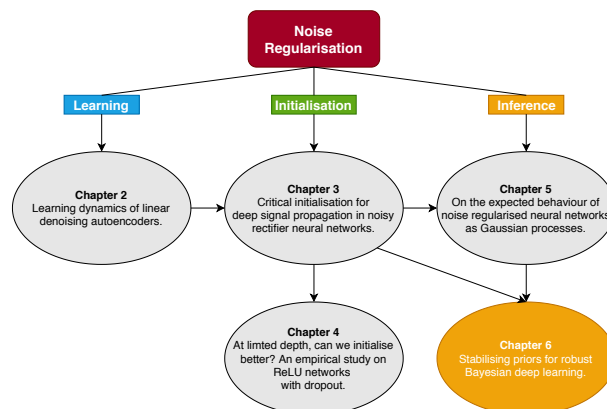 Noise
Regularisation
Learning
Initialisation
Inference
Chapter 2
Learning dynamics of linear
denoising autoencoders.
Chapter 3
Critical initialisation for
deep signal propagation in noisy
rectifier neural networks.
Chapter 5
On the expected behaviour of
noise regularised neural networks
as Gaussian processes.
Chapter 4
At limted depth, can we initialise
better? An empirical study on
ReLU networks
with dropout.
Chapter 6
Stabilising priors for robust
Bayesian deep learning.